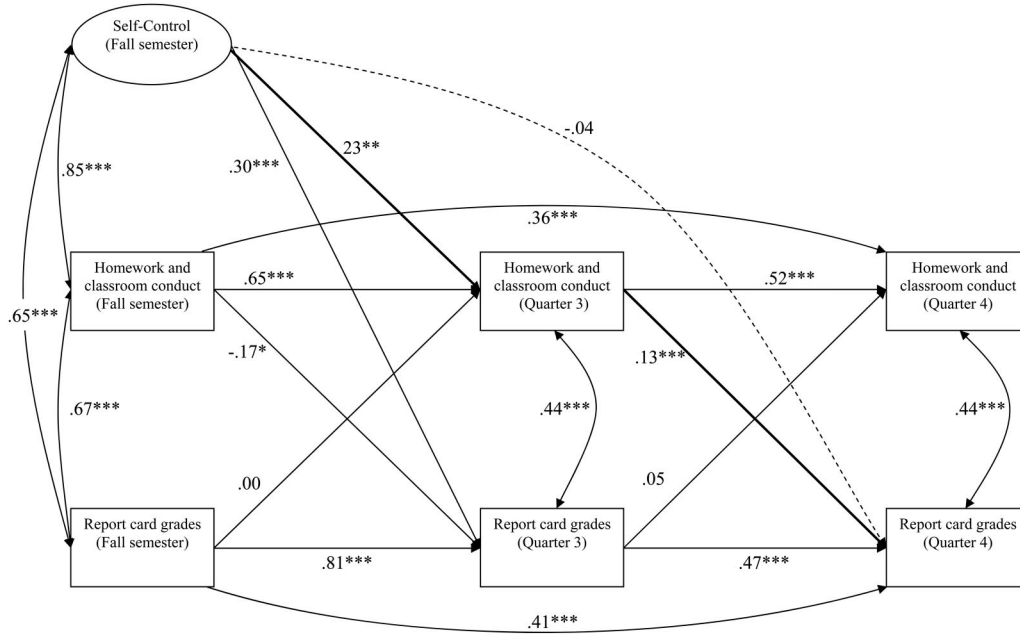 Self-Control
(Fall semester)
-.04
23**
.30***
.85***
.36***
Homework and
classroom conduct
(Fall semester)
.65***
Homework and
classroom conduct
(Quarter 3)
.52***
Homework and
classroom conduct
(Quarter 4)
.65***
-.17*
.13***
.67***
.44***
.44***
.00
.05
Report card grades
(Fall semester)
Report card grades
(Quarter 3)
Report card grades
(Quarter 4)
.81***
.47***
.41***